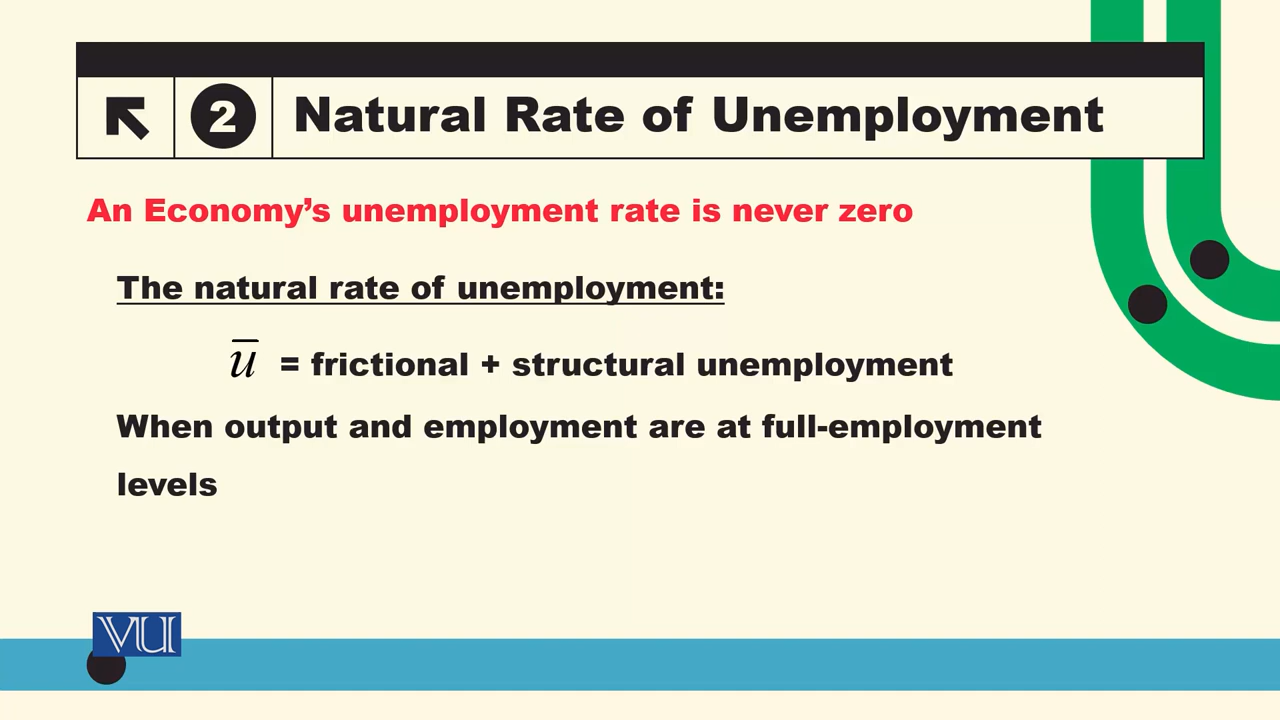 2 Natural Rate of Unemployment
An Economy’s unemployment rate is never zero
The natural rate of unemployment:
u̅ = frictional + structural unemployment
When output and employment are at full-employment
levels
VU